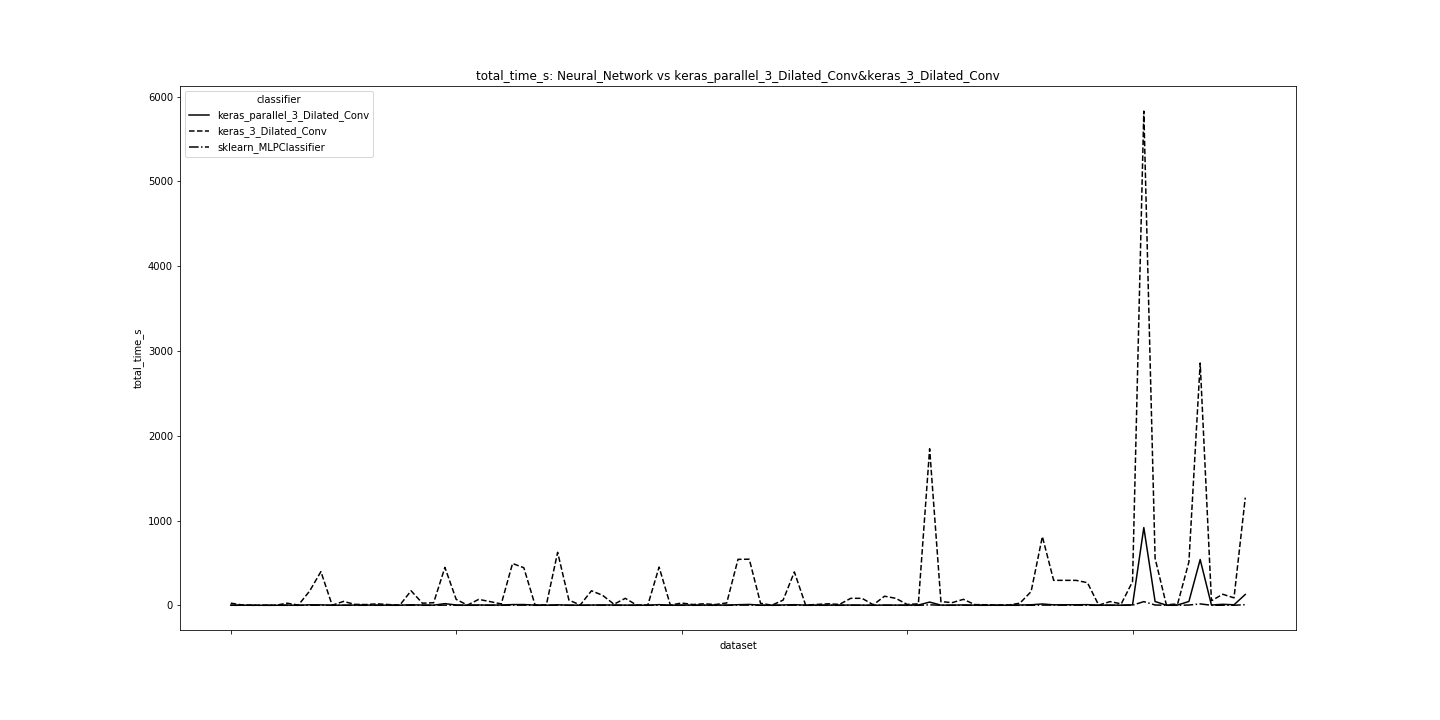 total_time_s: Neural_Network vs keras_parallel_3_Dilated_Conv&keras_3_Dilated_Conv
classifier
keras_parallel_3_Dilated_Conv
keras_3_Dilated_Conv
sklearn_MLPClassifier
6000
5000
4000
3000
2000
1000
0
total_time_s
dataset